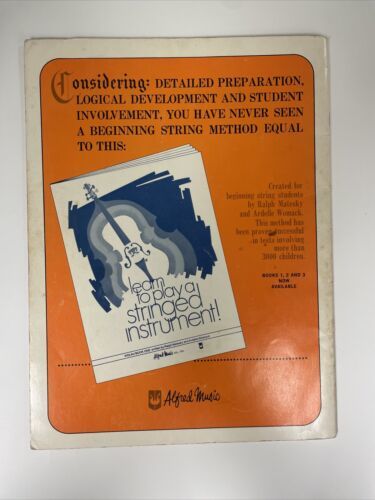 Considering: DETAILED PREPARATION,
LOGICAL DEVELOPMENT AND STUDENT
INVOLVEMENT, YOU HAVE NEVER SEEN
A BEGINNING STRING METHOD EQUAL
TO THIS:
Created for
beginning string students
by Ralph Matesky
and Ardelle Womack.
This method has
been proven successful
in tests involving
more than
3000 children.
BOOKS 1, 2 AND 3
NOW
AVAILABLE
learn
to play a
stringed
instrument!
Alfred Music
Alfred Music